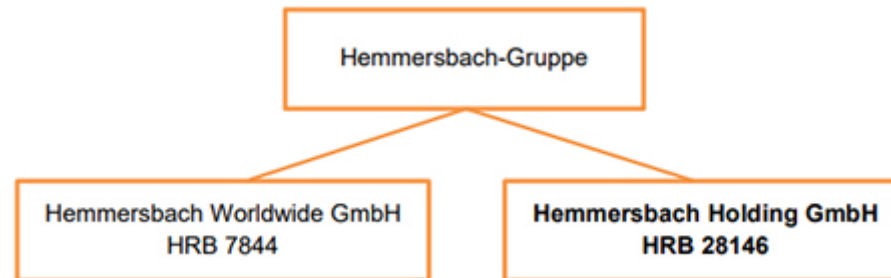 Hemmersbach-Gruppe
Hemmersbach Worldwide GmbH
HRB 7844
Hemmersbach Holding GmbH
HRB 28146